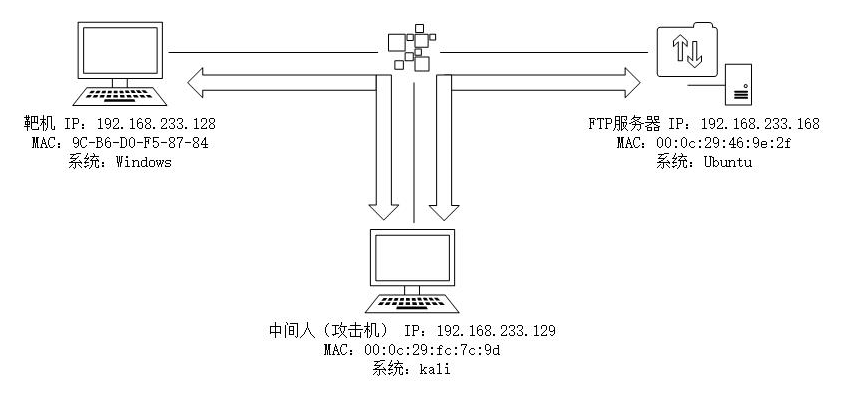 靶机 IP: 192.168.233.128
MAC: 9C-B6-D0-F5-87-84
系统: Windows
FTP服务器 IP: 192.168.233.168
MAC: 00:0c:29:46:9e:2f
系统: Ubuntu
中间人（攻击机） IP: 192.168.233.129
MAC: 00:0c:29:fc:7c:9d
系统: kali